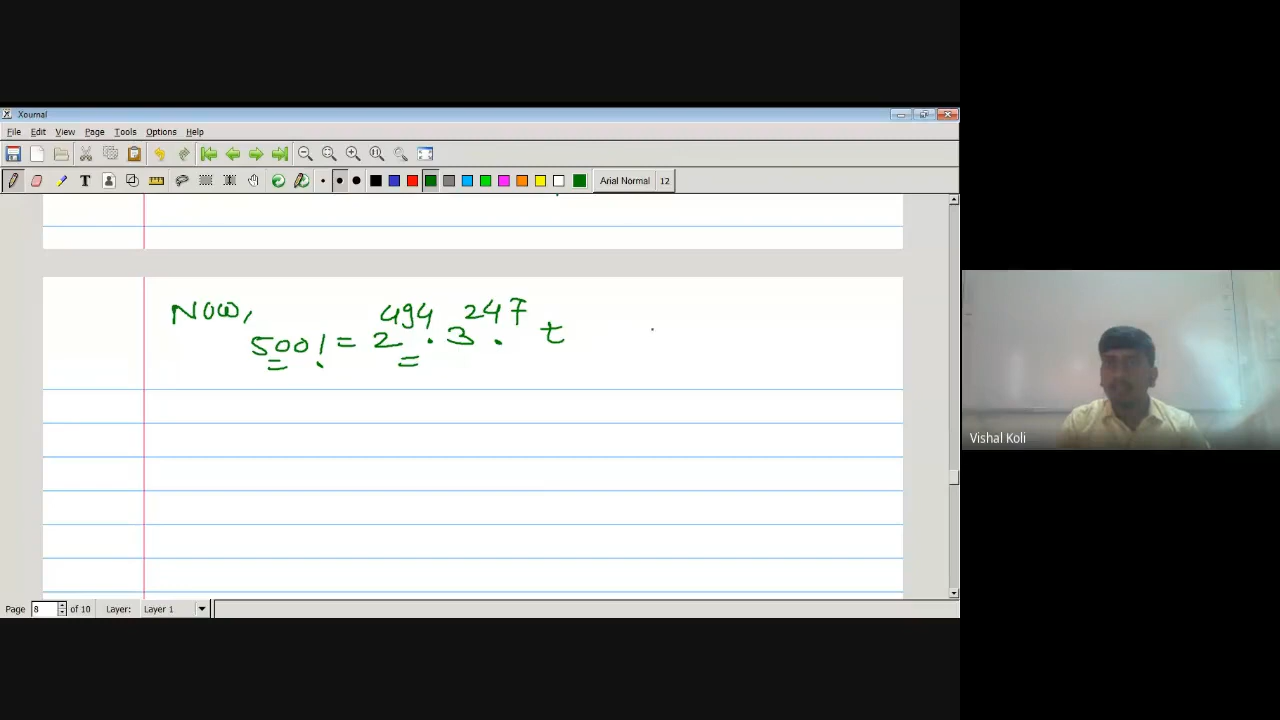 Xournal
File Edit View Page Tools Options Help
T Arial Normal 12
Now,
500! = 2^494 . 3^247 . t
Vishal Koli
Page 8 of 10 Layer: Layer 1